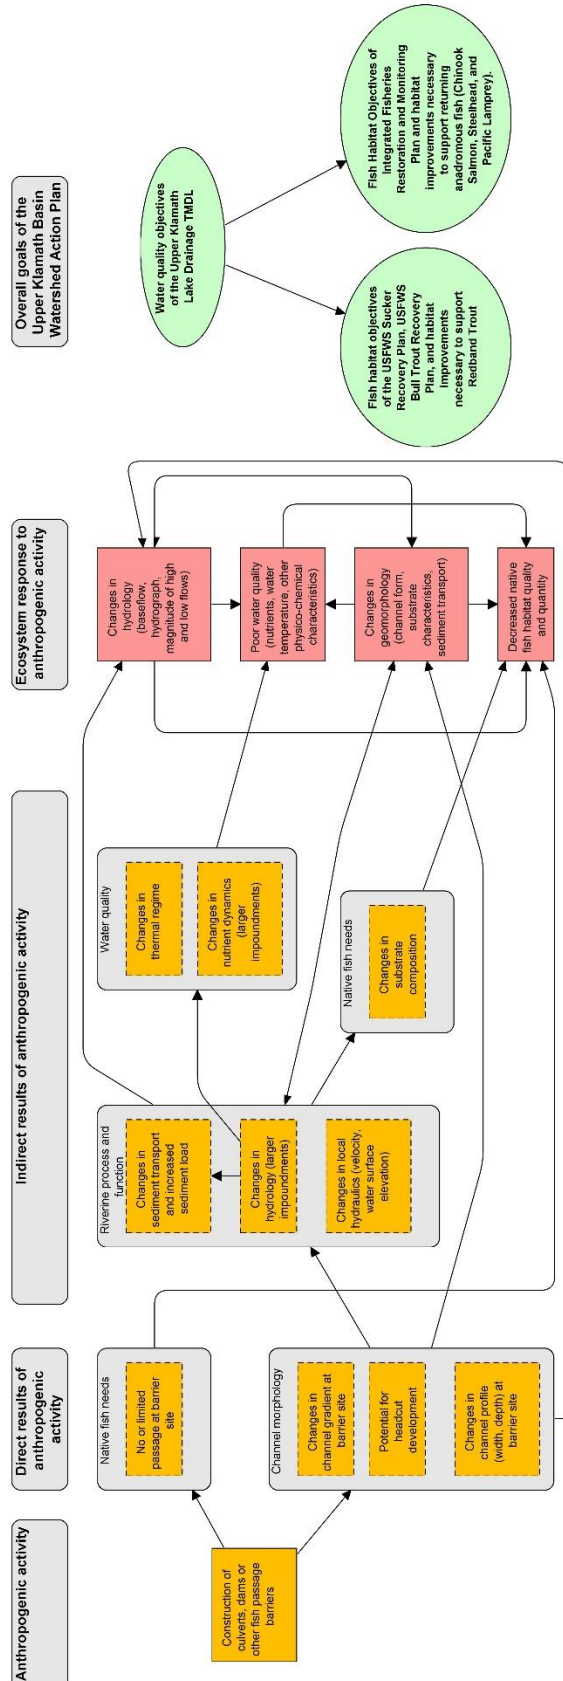 Anthropogenic activity
Direct results of
anthropogenic
activity
Indirect results of anthropogenic activity
Ecosystem response to
anthropogenic activity
Overall goals of the
Upper Klamath Basin
Watershed Action Plan
Construction of
culverts, dams or
other fish passage
barriers
Native fish needs
No or limited
passage at barrier
site
Channel morphology
Changes in
channel gradient at
barrier site
Potential for
headcut
development
Changes in
channel profile
(width, depth) at
barrier site
Riverine process and
function
Changes in
sediment transport
and increased
sediment load
Changes in
hydrology (larger
impoundments)
Changes in local
hydraulics (velocity,
water surface
elevation)
Water quality
Changes in
thermal regime
Changes in
nutrient dynamics
(larger
impoundments)
Native fish needs
Changes in
substrate
composition
Changes in
hydrology
(baseflow,
hydrograph,
magnitude of high
and low flows)
Poor water quality
(nutrients, water
temperature, other
physico-chemical
characteristics)
Changes in
geomorphology
(channel form,
substrate
characteristics,
sediment transport)
Decreased native
fish habitat quality
and quantity
Water quality objectives
of the Upper Klamath
Lake Drainage TMDL
Fish habitat objectives
of the USFWS Sucker
Recovery Plan, USFWS
Bull Trout Recovery
Plan, and habitat
improvements
necessary to support
Redband Trout
Fish Habitat Objectives of
Integrated Fisheries
Restoration and Monitoring
Plan and habitat
improvements necessary
to support returning
anadromous fish (Chinook
Salmon, Steelhead, and
Pacific Lamprey).